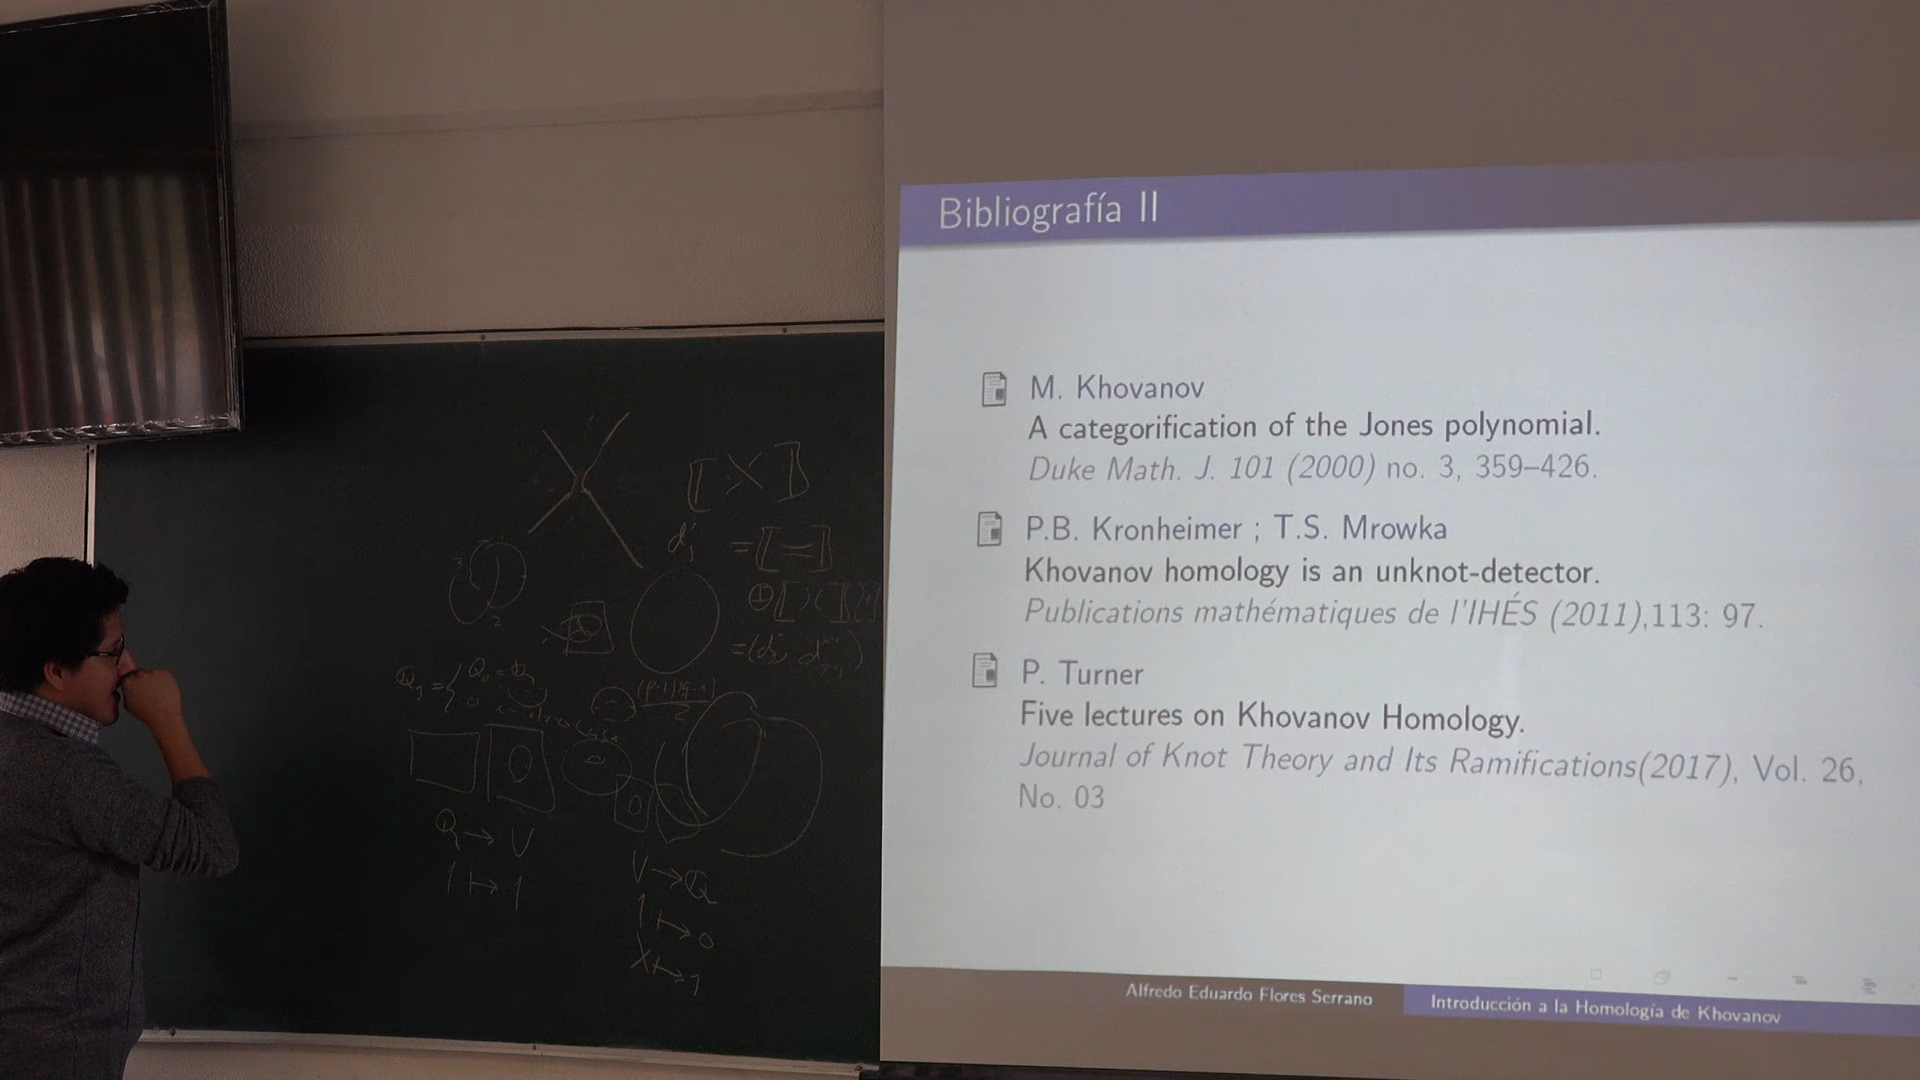 Bibliografía II
M. Khovanov
A categorification of the Jones polynomial.
Duke Math. J. 101 (2000) no. 3, 359–426.
P.B. Kronheimer ; T.S. Mrowka
Khovanov homology is an unknot-detector.
Publications mathématiques de l'IHÉS (2011),113: 97.
P. Turner
Five lectures on Khovanov Homology.
Journal of Knot Theory and Its Ramifications(2017), Vol. 26,
No. 03
Alfredo Eduardo Flores Serrano
Introducción a la Homología de Khovanov
Q → V
1 ↦ 1
V → Q
1 ↦ 0
X ↦ 1